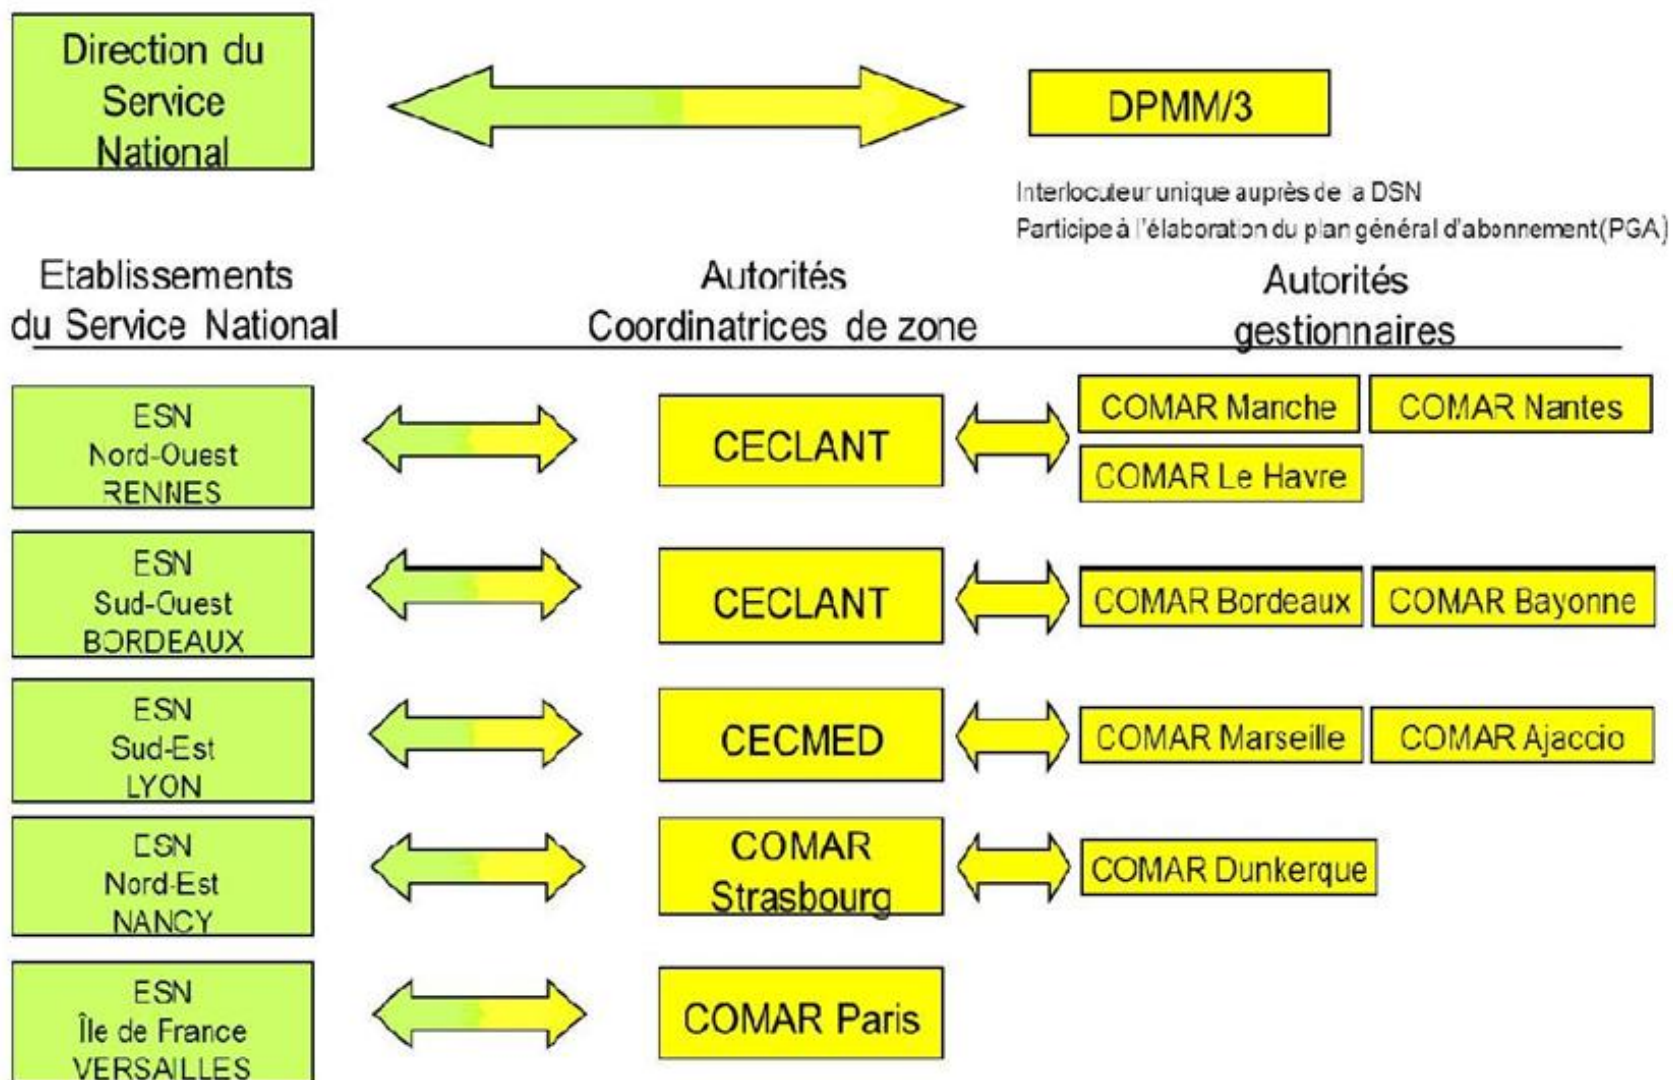 Direction du
Service
National
DPMM/3
Interlocuteur unique auprès de la DSN
Participe à l'élaboration du plan général d'abonnement(PGA)
Etablissements
du Service National
Autorités
Coordinatrices de zone
Autorités
gestionnaires
ESN
Nord-Ouest
RENNES
CECLANT
COMAR Manche
COMAR Nantes
COMAR Le Havre
ESN
Sud-Ouest
BORDEAUX
CECLANT
COMAR Bordeaux
COMAR Bayonne
ESN
Sud-Est
LYON
CECMED
COMAR Marseille
COMAR Ajaccio
ESN
Nord-Est
NANCY
COMAR
Strasbourg
COMAR Dunkerque
ESN
Île de France
VERSAILLES
COMAR Paris